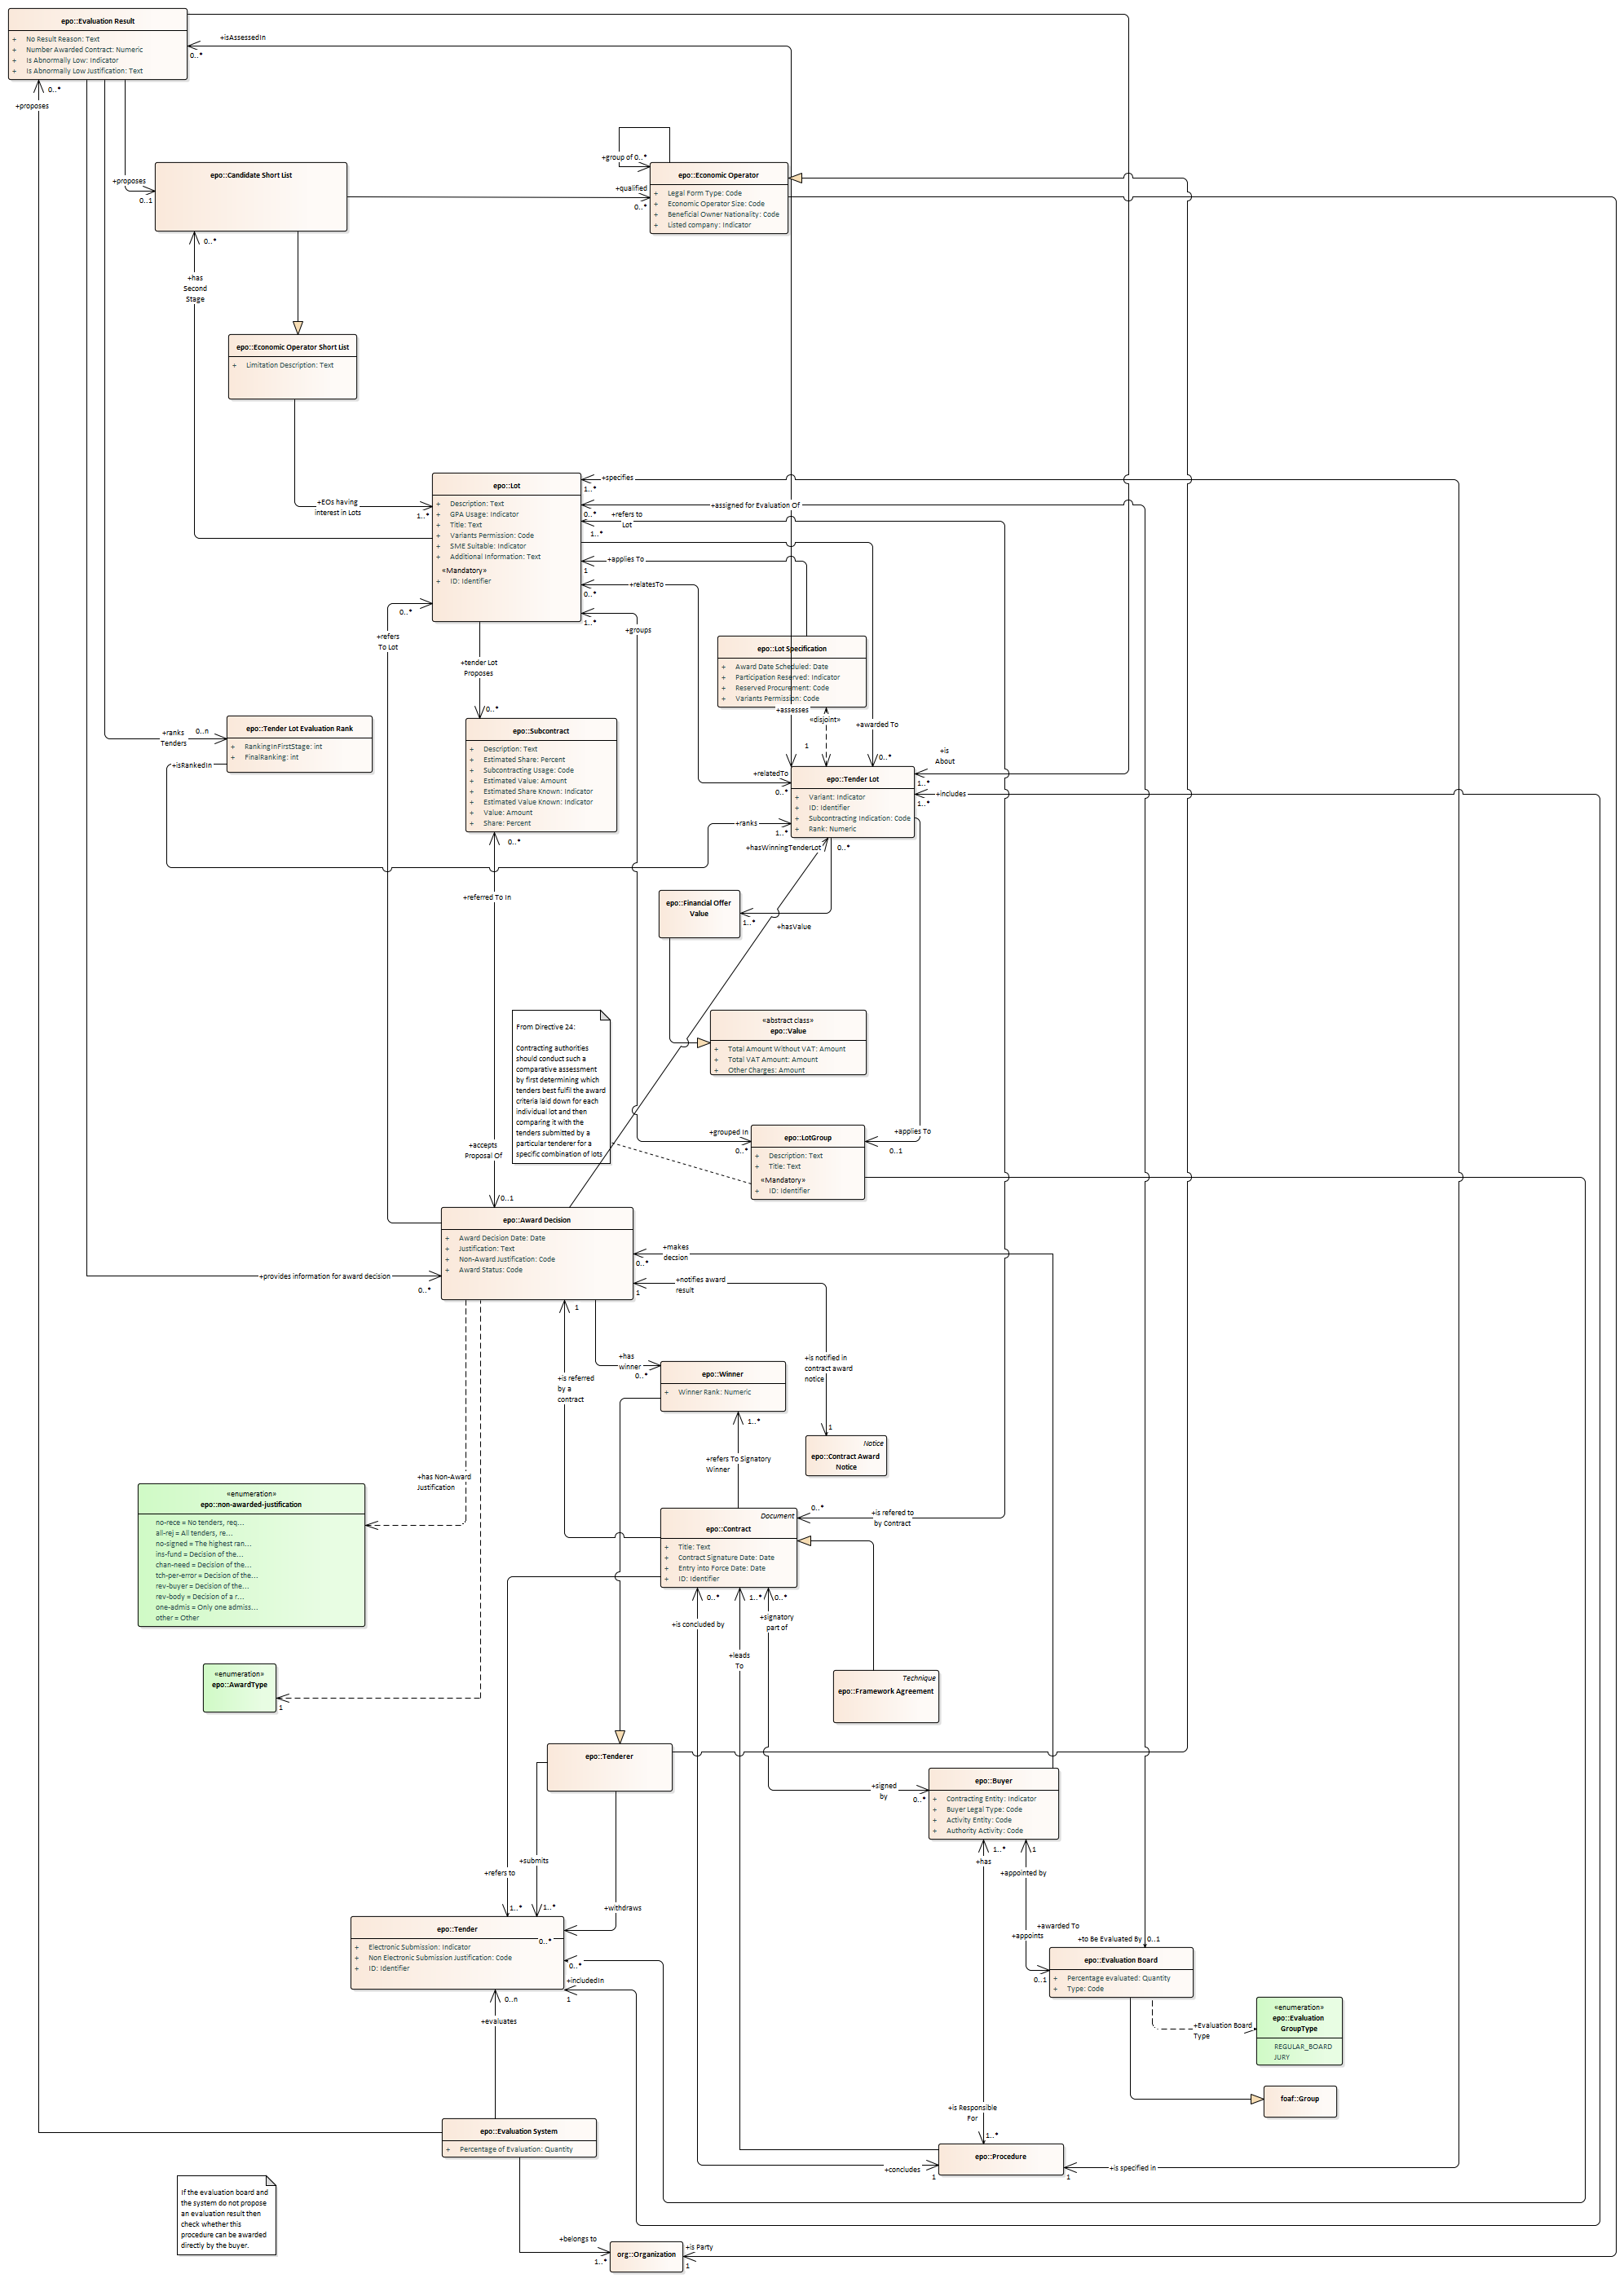 epo::Evaluation Result
+ No Result Reason: Text
+ Number Awarded Contract: Numeric
+ Is Abnormally Low: Indicator
+ Is Abnormally Low Justification: Text
+isAssessedIn
0..*
0..*
+proposes
+proposes
0..1
epo::Candidate Short List
+group of 0..*
+qualified
0..*
epo::Economic Operator
+ Legal Form Type: Code
+ Economic Operator Size: Code
+ Beneficial Owner Nationality: Code
+ Listed company: Indicator
0..*
+has
Second
Stage
epo::Economic Operator Short List
+ Limitation Description: Text
+EOs having
interest in Lots
1..*
epo::Lot
+ Description: Text
+ GPA Usage: Indicator
+ Title: Text
+ Variants Permission: Code
+ SME Suitable: Indicator
+ Additional Information: Text
«Mandatory»
+ ID: Identifier
+specifies
1..*
+assigned for Evaluation Of
0..*
+refers to
Lot
1..*
+applies To
1
+relatesTo
0..*
1..*
+groups
0..*
+refers
To Lot
+tender Lot
Proposes
0..*
epo::Lot Specification
+ Award Date Scheduled: Date
+ Participation Reserved: Indicator
+ Reserved Procurement: Code
+ Variants Permission: Code
+assesses
«disjoint»
+awarded To
1
0..*
+is
About
1..*
+includes
1..*
epo::Tender Lot Evaluation Rank
+ RankingInFirstStage: int
+ FinalRanking: int
+ranks
Tenders
0..n
+isRankedIn
epo::Subcontract
+ Description: Text
+ Estimated Share: Percent
+ Subcontracting Usage: Code
+ Estimated Value: Amount
+ Estimated Share Known: Indicator
+ Estimated Value Known: Indicator
+ Value: Amount
+ Share: Percent
+relatedTo
0..*
epo::Tender Lot
+ Variant: Indicator
+ ID: Identifier
+ Subcontracting Indication: Code
+ Rank: Numeric
+ranks
1..*
+hasWinningTenderLot
0..*
0..*
+referred To In
epo::Financial Offer
Value
1..*
+hasValue
From Directive 24:
Contracting authorities
should conduct such a
comparative assessment
by first determining which
tenders best fulfil the award
criteria laid down for each
individual lot and then
comparing it with the
tenders submitted by a
particular tenderer for a
specific combination of lots
«abstract class»
epo::Value
+ Total Amount Without VAT: Amount
+ Total VAT Amount: Amount
+ Other Charges: Amount
+grouped In
0..*
epo::LotGroup
+ Description: Text
+ Title: Text
«Mandatory»
+ ID: Identifier
+applies To
0..1
+accepts
Proposal Of
0..1
epo::Award Decision
+ Award Decision Date: Date
+ Justification: Text
+ Non-Award Justification: Code
+ Award Status: Code
+provides information for award decision
0..*
+makes
decsion
0..*
+notifies award
result
1
1
+is referred
by a
contract
+has
winner
0..*
+is notified in
contract award
notice
1
epo::Winner
+ Winner Rank: Numeric
1..*
+refers To Signatory
Winner
Notice
epo::Contract Award
Notice
+has Non-Award
Justification
«enumeration»
epo::non-awarded-justification
no-rece = No tenders, req...
all-rej = All tenders, re...
no-signed = The highest ran...
ins-fund = Decision of the...
chan-need = Decision of the...
tch-per-error = Decision of the...
rev-buyer = Decision of the...
rev-body = Decision of a r...
one-admis = Only one admiss...
other = Other
Document
epo::Contract
+ Title: Text
+ Contract Signature Date: Date
+ Entry into Force Date: Date
+ ID: Identifier
0..*
+is refered to
by Contract
0..*
1..*
0..*
+is concluded by
+signatory
part of
+leads
To
«enumeration»
epo::AwardType
1
Technique
epo::Framework Agreement
epo::Tenderer
+signed
by
0..*
epo::Buyer
+ Contracting Entity: Indicator
+ Buyer Legal Type: Code
+ Activity Entity: Code
+ Authority Activity: Code
1..*
+has
1
+appointed by
+submits
+refers to
1..*
1..*
+withdraws
epo::Tender
+ Electronic Submission: Indicator
+ Non Electronic Submission Justification: Code
+ ID: Identifier
0..*
0..*
+includedIn
1
0..n
+evaluates
+awarded To
+appoints
+to Be Evaluated By
0..1
0..1
epo::Evaluation Board
+ Percentage evaluated: Quantity
+ Type: Code
+Evaluation Board
Type
«enumeration»
epo::Evaluation
GroupType
REGULAR_BOARD
JURY
foaf::Group
+is Responsible
For
1..*
epo::Evaluation System
+ Percentage of Evaluation: Quantity
epo::Procedure
+concludes
1
+is specified in
1
If the evaluation board and
the system do not propose
an evaluation result then
check whether this
procedure can be awarded
directly by the buyer.
+belongs to
1..*
org::Organization
+is Party
1